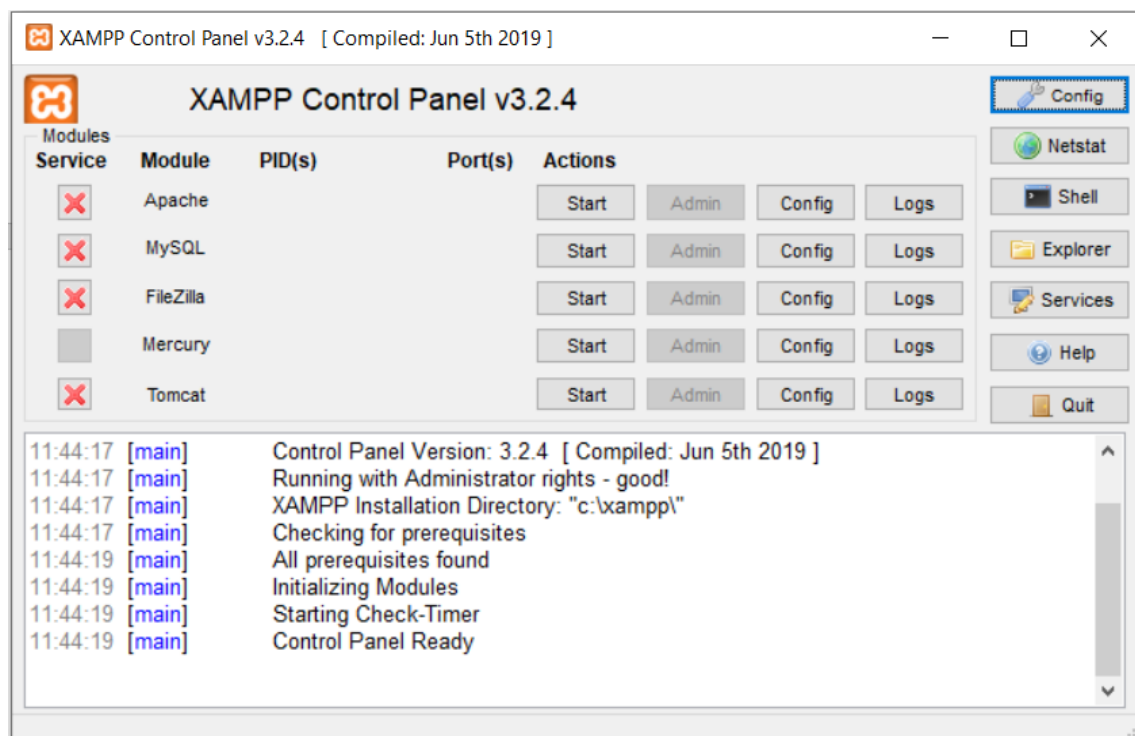 XAMPP Control Panel v3.2.4 [ Compiled: Jun 5th 2019 ]
XAMPP Control Panel v3.2.4
Config
Modules
Netstat
Service Module PID(s) Port(s) Actions
Apache Start Admin Config Logs
Shell
MySQL Start Admin Config Logs
Explorer
FileZilla Start Admin Config Logs
Services
Mercury Start Admin Config Logs
Help
Tomcat Start Admin Config Logs
Quit
11:44:17 [main] Control Panel Version: 3.2.4 [ Compiled: Jun 5th 2019 ]
11:44:17 [main] Running with Administrator rights - good!
11:44:17 [main] XAMPP Installation Directory: "c:\xampp\"
11:44:17 [main] Checking for prerequisites
11:44:19 [main] All prerequisites found
11:44:19 [main] Initializing Modules
11:44:19 [main] Starting Check-Timer
11:44:19 [main] Control Panel Ready